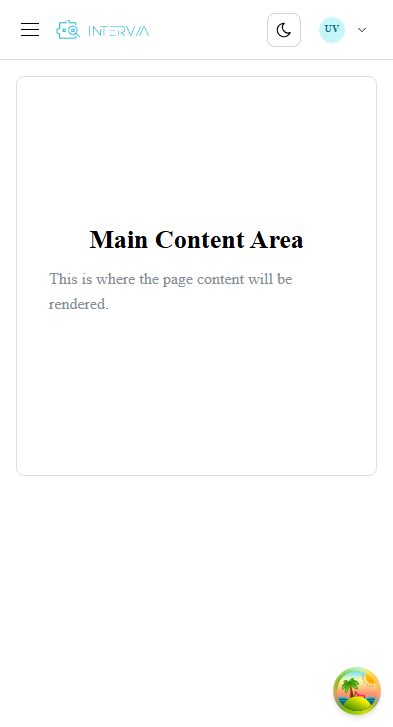 INTERVIA
UV
Main Content Area
This is where the page content will be
rendered.